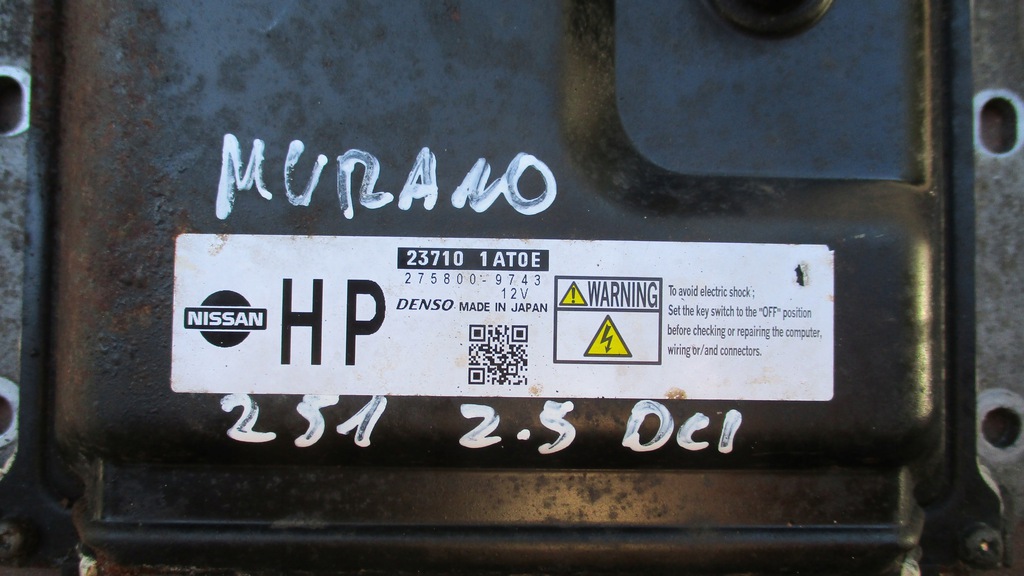 MURANO
23710 1AT0E
275800-9743
12V
DENSO MADE IN JAPAN
NISSAN
HP
WARNING
To avoid electric shock;
Set the key switch to the "OFF" position
before checking or repairing the computer,
wiring or/and connectors.
251 2.5 DCI